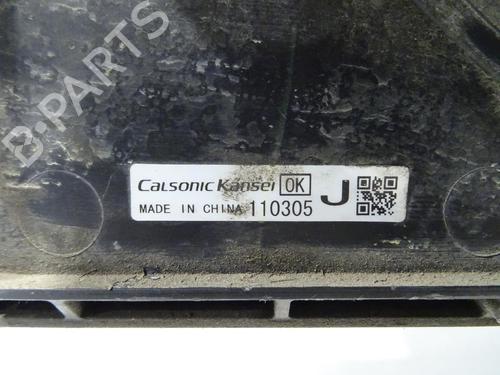 B-PARTS
Calsonic Kansei OK J
MADE IN CHINA 110305